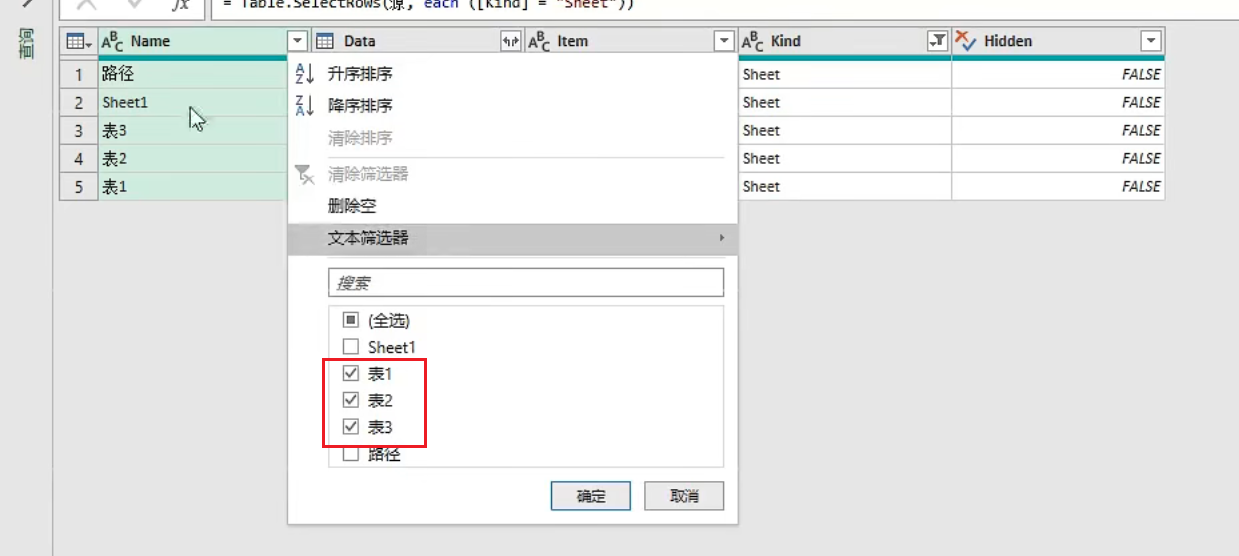 fx = Table.SelectRows(源, each ([Kind] = "Sheet"))
查询
Name Data Item Kind Hidden
1 路径 Sheet FALSE
2 Sheet1 Sheet FALSE
3 表3 Sheet FALSE
4 表2 Sheet FALSE
5 表1 Sheet FALSE
升序排序
降序排序
清除排序
清除筛选器
删除空
文本筛选器
搜索
(全选)
Sheet1
表1
表2
表3
路径
确定 取消